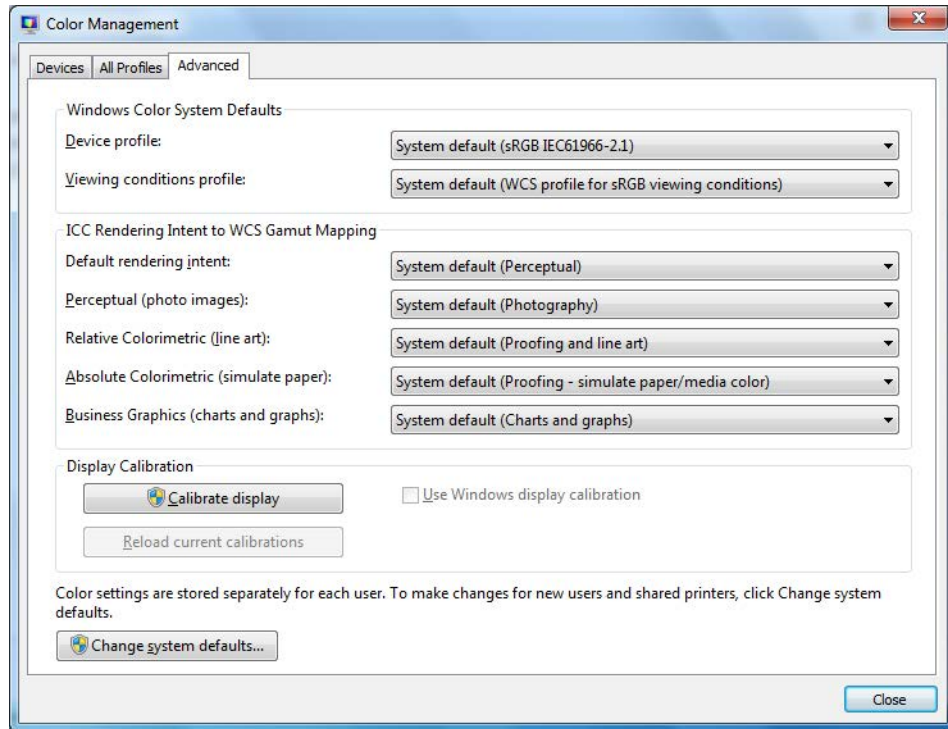 Color Management
Devices All Profiles Advanced
Windows Color System Defaults
Device profile: System default (sRGB IEC61966-2.1)
Viewing conditions profile: System default (WCS profile for sRGB viewing conditions)
ICC Rendering Intent to WCS Gamut Mapping
Default rendering intent: System default (Perceptual)
Perceptual (photo images): System default (Photography)
Relative Colorimetric (line art): System default (Proofing and line art)
Absolute Colorimetric (simulate paper): System default (Proofing - simulate paper/media color)
Business Graphics (charts and graphs): System default (Charts and graphs)
Display Calibration
Calibrate display Use Windows display calibration
Reload current calibrations
Color settings are stored separately for each user. To make changes for new users and shared printers, click Change system
defaults.
Change system defaults...
Close